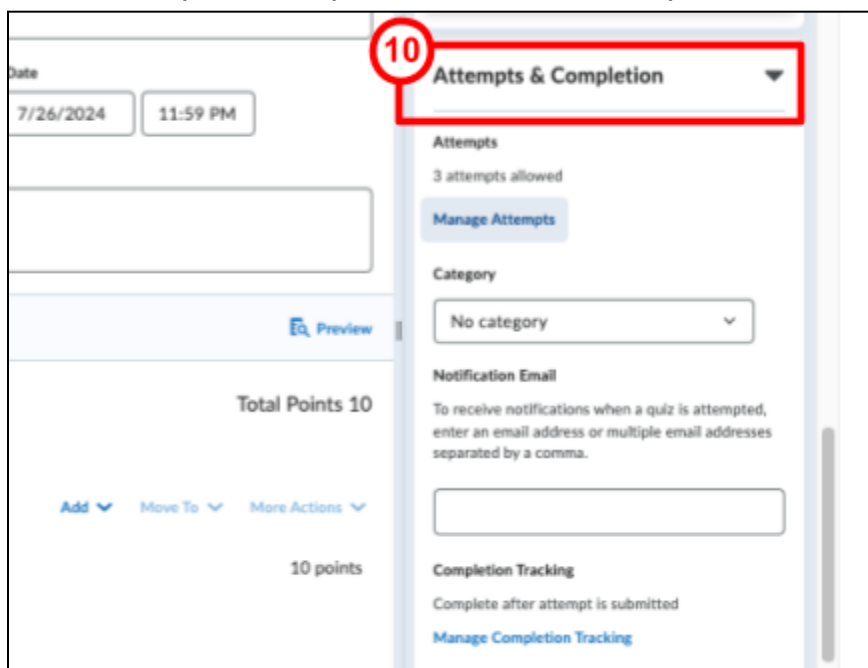 10
Attempts & Completion
Date
7/26/2024
11:59 PM
Attempts
3 attempts allowed
Manage Attempts
Category
No category
Preview
Notification Email
Total Points 10
To receive notifications when a quiz is attempted,
enter an email address or multiple email addresses
separated by a comma.
Add
Move To
More Actions
10 points
Completion Tracking
Complete after attempt is submitted
Manage Completion Tracking